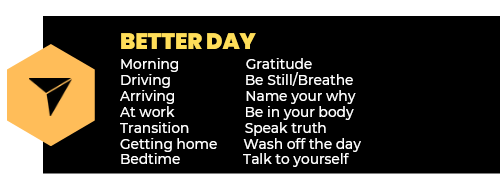 BETTER DAY
Morning Gratitude
Driving Be Still/Breathe
Arriving Name your why
At work Be in your body
Transition Speak truth
Getting home Wash off the day
Bedtime Talk to yourself